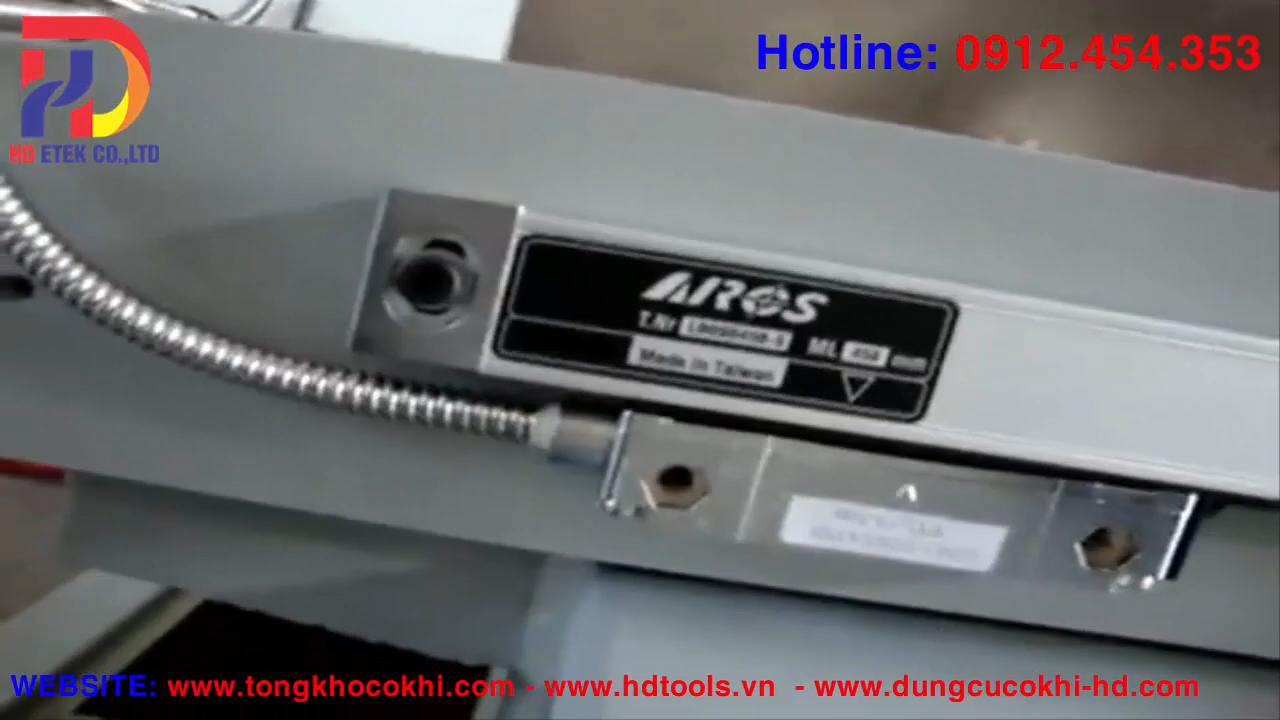 Hotline: 0912.454.353
HD ETEK CO.,LTD
AROS
T.Nr
ML mm
Made in Taiwan
WEBSITE: www.tongkhocokhi.com - www.hdtools.vn - www.dungcucokhi-hd.com